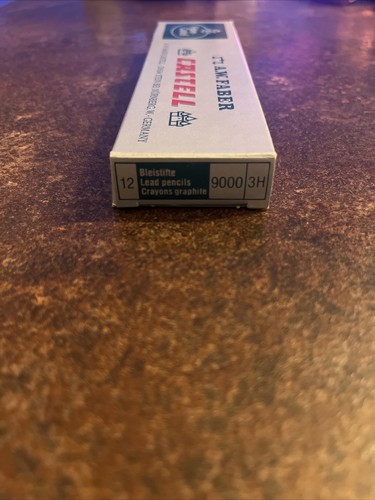 A.W. FABER
CASTELL
GERMANY
12
Bleistifte
Lead pencils
Crayons graphite
9000
3H